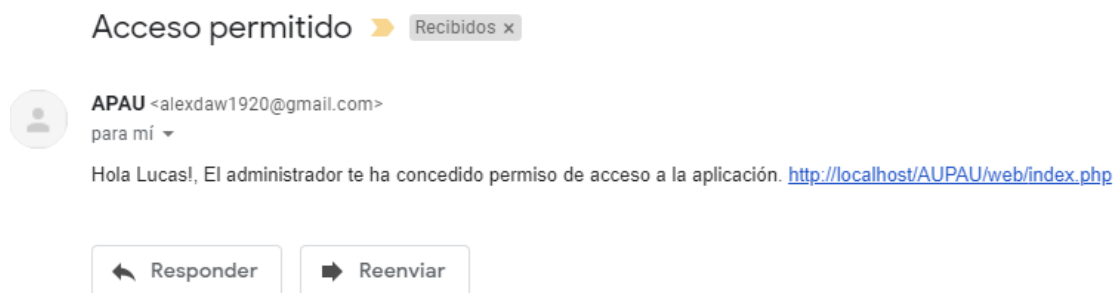 Acceso permitido Recibidos x
APAU <alexdaw1920@gmail.com>
para mí
Hola Lucas!, El administrador te ha concedido permiso de acceso a la aplicación. http://localhost/AUPAU/web/index.php
Responder Reenviar